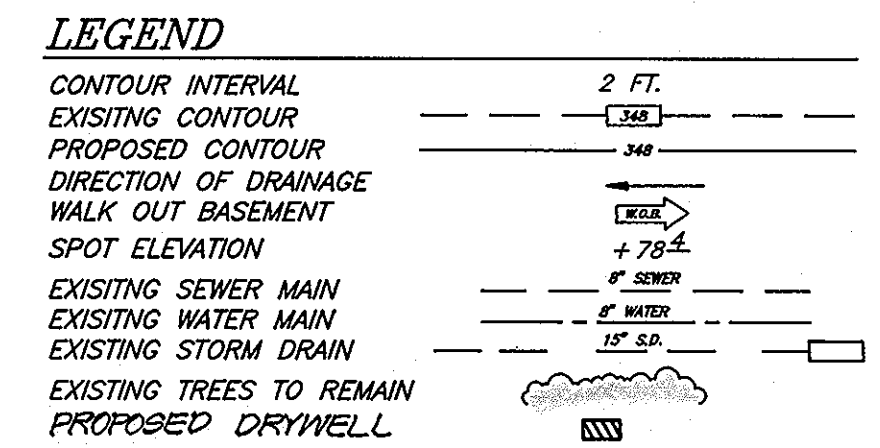 LEGEND
CONTOUR INTERVAL 2 FT.
EXISITNG CONTOUR 348
PROPOSED CONTOUR 348
DIRECTION OF DRAINAGE
WALK OUT BASEMENT W.O.B.
SPOT ELEVATION +78 4
EXISITNG SEWER MAIN 8" SEWER
EXISITNG WATER MAIN 8" WATER
EXISTING STORM DRAIN 15" S.D.
EXISTING TREES TO REMAIN
PROPOSED DRYWELL